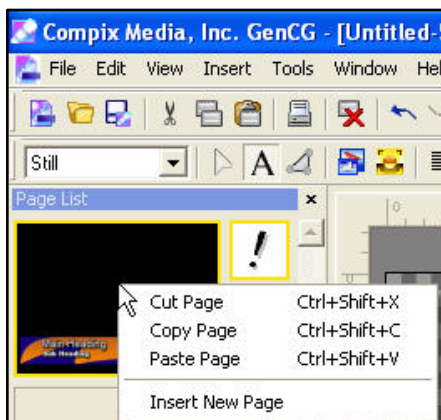 Compix Media, Inc. GenCG - [Untitled-
File Edit View Insert Tools Window Hel
Still
Page List
Main Heading
Sub Heading
Cut Page Ctrl+Shift+X
Copy Page Ctrl+Shift+C
Paste Page Ctrl+Shift+V
Insert New Page